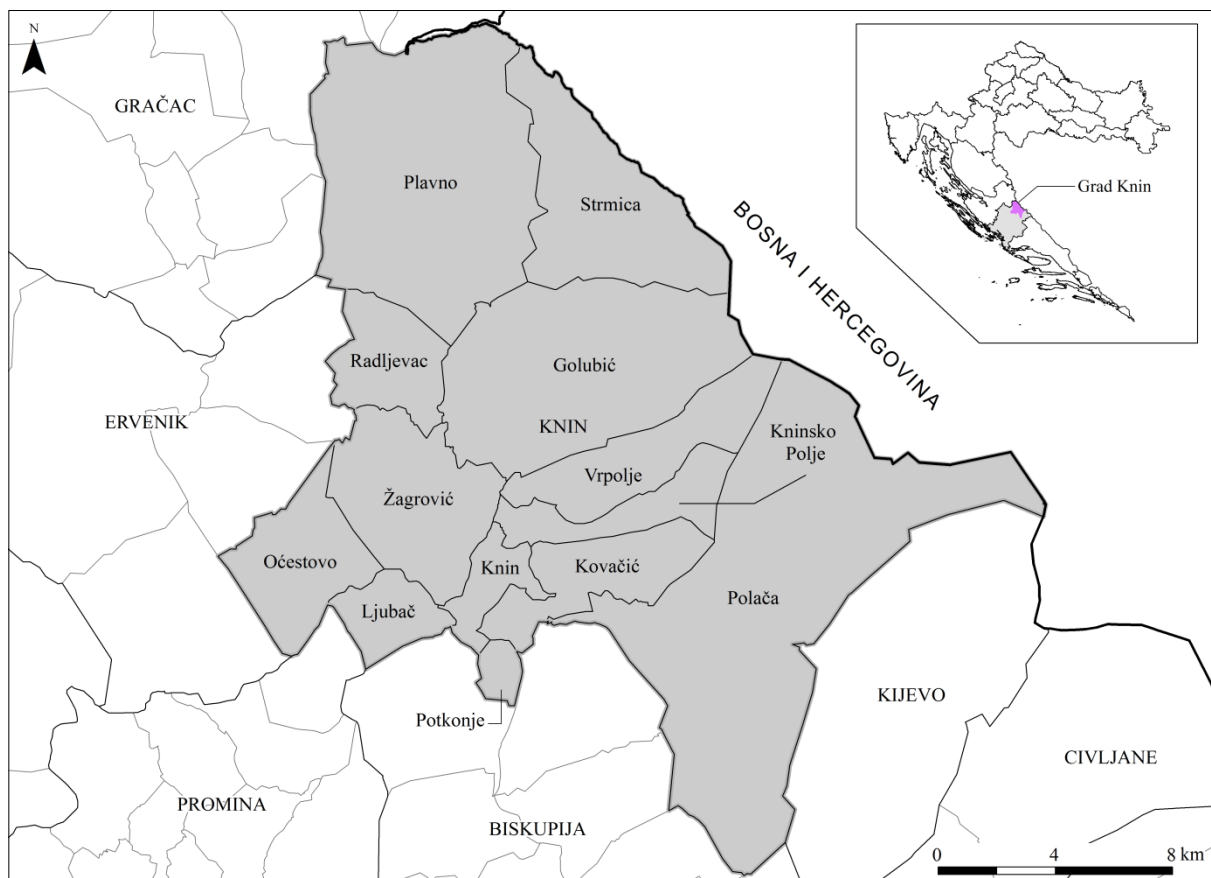 N
GRAČAC
Plavno
Strmica
Grad Knin
BOSNA I HERCEGOVINA
Radljevac
Golubić
ERVENIK
KNIN
Kninsko
Polje
Vrpolje
Žagrović
Oćestovo
Knin
Kovačić
Ljubač
Polača
KIJEVO
Potkonje
CIVLJANE
PROMINA
BISKUPIJA
0 4 8 km